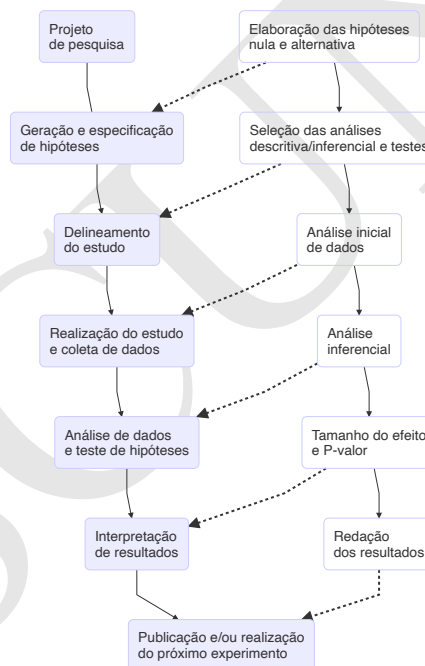 Projeto
de pesquisa
Elaboração das hipóteses
nula e alternativa
Geração e especificação
de hipóteses
Seleção das análises
descritiva/inferencial e testes
Delineamento
do estudo
Análise inicial
de dados
Realização do estudo
e coleta de dados
Análise
inferencial
Análise de dados
e teste de hipóteses
Tamanho do efeito
e P-valor
Interpretação
de resultados
Redação
dos resultados
Publicação e/ou realização
do próximo experimento